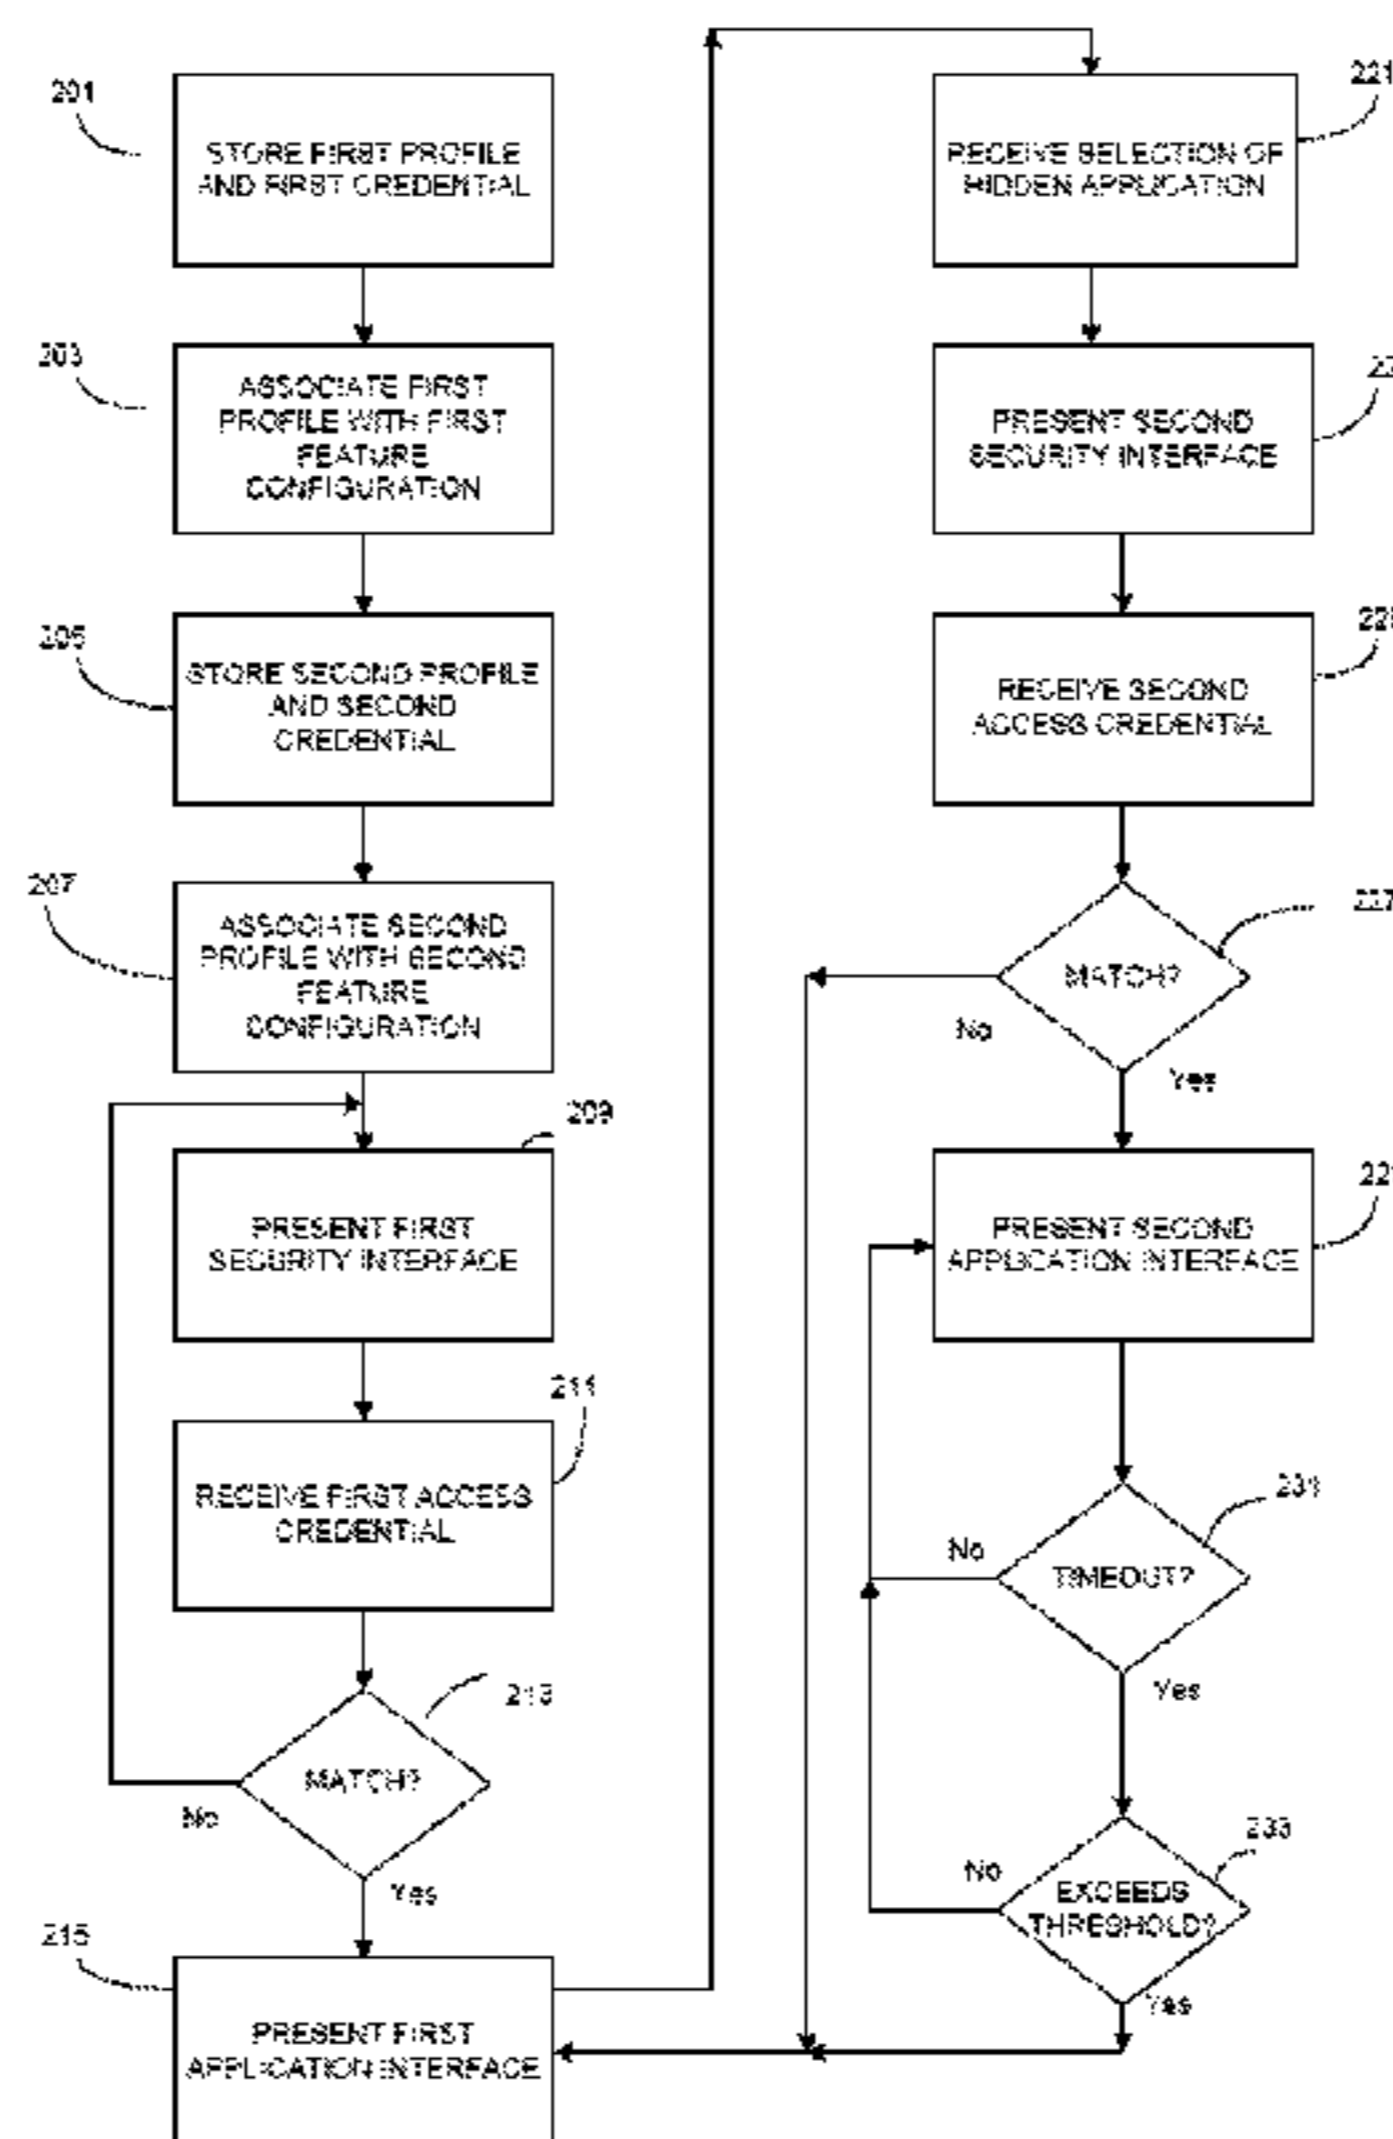 201
STORE FIRST PROFILE
AND FIRST CREDENTIAL
203
ASSOCIATE FIRST
PROFILE WITH FIRST
FEATURE
CONFIGURATION
205
STORE SECOND PROFILE
AND SECOND
CREDENTIAL
207
ASSOCIATE SECOND
PROFILE WITH SECOND
FEATURE
CONFIGURATION
209
PRESENT FIRST
SECURITY INTERFACE
211
RECEIVE FIRST ACCESS
CREDENTIAL
213
MATCH?
No
Yes
215
PRESENT FIRST
APPLICATION INTERFACE
221
RECEIVE SELECTION OF
HIDDEN APPLICATION
PRESENT SECOND
SECURITY INTERFACE
RECEIVE SECOND
ACCESS CREDENTIAL
227
MATCH?
No
Yes
PRESENT SECOND
APPLICATION INTERFACE
231
No
TIMEOUT?
Yes
233
No
EXCEEDS
THRESHOLD?
Yes